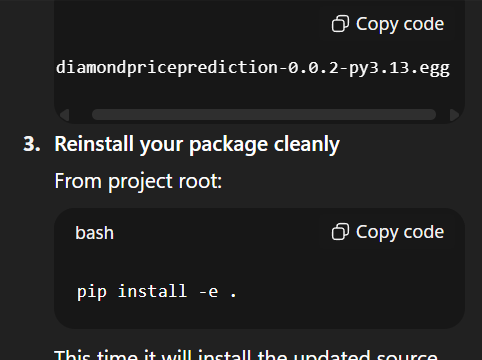 Copy code
diamondpriceprediction-0.0.2-py3.13.egg
3. Reinstall your package cleanly
From project root:
bash Copy code
pip install -e .
This time it will install the updated source